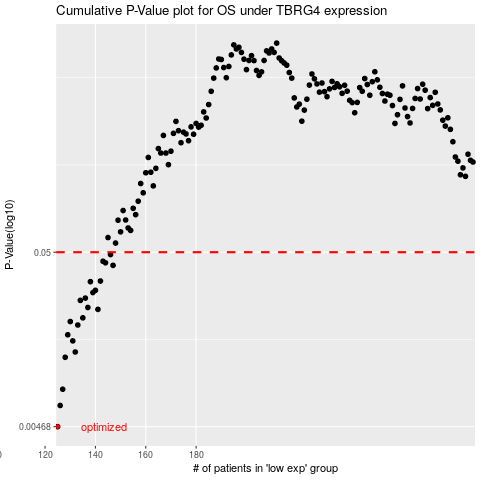 Cumulative P-Value plot for OS under TBRG4 expression
P-Value(log10)
0.05
0.00468
optimized
0
120
140
160
180
# of patients in 'low exp' group